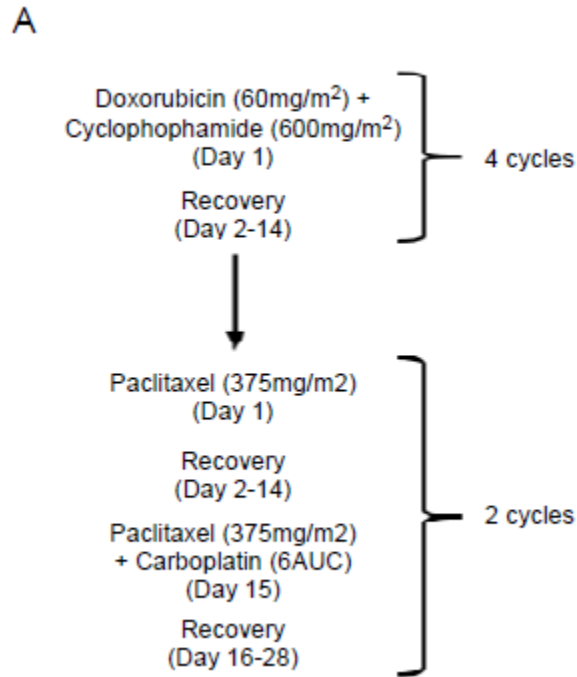 A
Doxorubicin (60mg/m²) +
Cyclophophamide (600mg/m²)
(Day 1)
Recovery
(Day 2-14)
4 cycles
Paclitaxel (375mg/m2)
(Day 1)
Recovery
(Day 2-14)
Paclitaxel (375mg/m2)
+ Carboplatin (6AUC)
(Day 15)
Recovery
(Day 16-28)
2 cycles